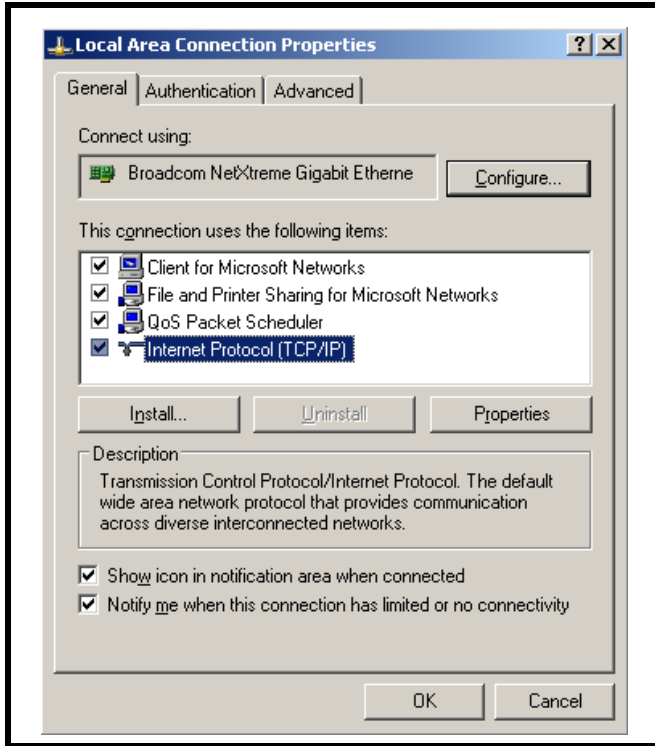 Local Area Connection Properties
General Authentication Advanced
Connect using:
Broadcom NetXtreme Gigabit Etherne
Configure...
This connection uses the following items:
Client for Microsoft Networks
File and Printer Sharing for Microsoft Networks
QoS Packet Scheduler
Internet Protocol (TCP/IP)
Install... Uninstall Properties
Description
Transmission Control Protocol/Internet Protocol. The default
wide area network protocol that provides communication
across diverse interconnected networks.
Show icon in notification area when connected
Notify me when this connection has limited or no connectivity
OK Cancel